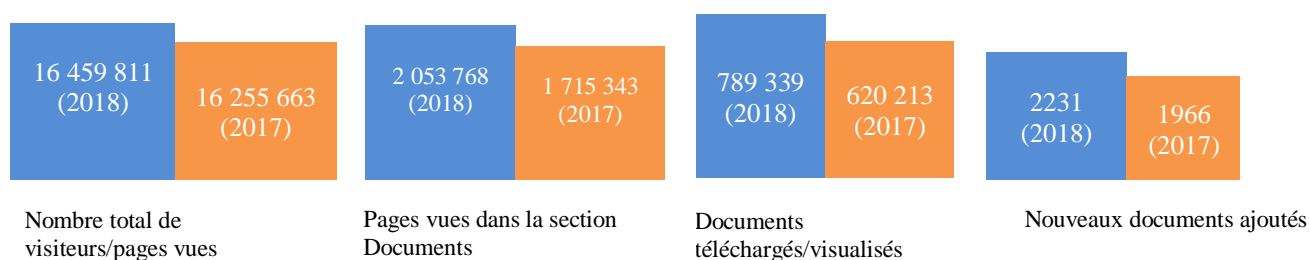 16 459 811
(2018)
16 255 663
(2017)
Nombre total de
visiteurs/pages vues
2 053 768
(2018)
1 715 343
(2017)
Pages vues dans la section
Documents
789 339
(2018)
620 213
(2017)
Documents
téléchargés/visualisés
2231
(2018)
1966
(2017)
Nouveaux documents ajoutés